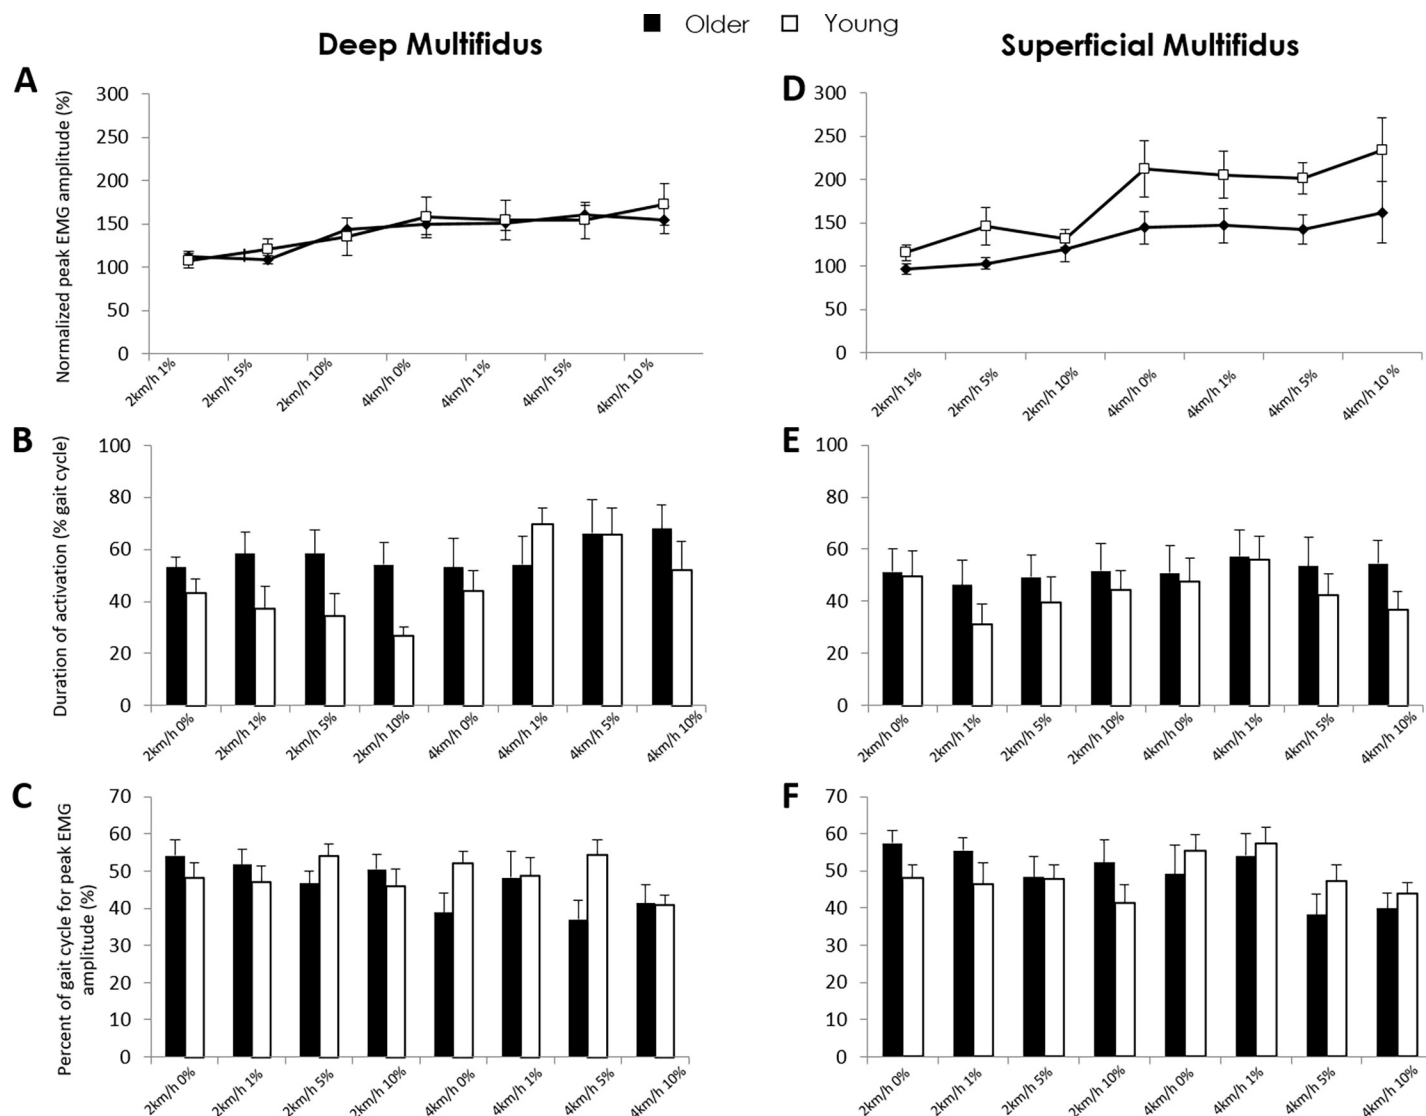 Older Young
Deep Multifidus
Superficial Multifidus
A
Normalized peak EMG amplitude (%)
300
250
200
150
100
50
0
2km/h 1%
2km/h 5%
2km/h 10%
4km/h 0%
4km/h 1%
4km/h 5%
4km/h 10 %
D
300
250
200
150
100
50
0
2km/h 1%
2km/h 5%
2km/h 10%
4km/h 0%
4km/h 1%
4km/h 5%
4km/h 10 %
B
Duration of activation (% gait cycle)
100
80
60
40
20
0
2km/h 0%
2km/h 1%
2km/h 5%
2km/h 10%
4km/h 0%
4km/h 1%
4km/h 5%
4km/h 10%
E
100
80
60
40
20
0
2km/h 0%
2km/h 1%
2km/h 5%
2km/h 10%
4km/h 0%
4km/h 1%
4km/h 5%
4km/h 10%
C
Percent of gait cycle for peak EMG
amplitude (%)
70
60
50
40
30
20
10
0
2km/h 0%
2km/h 1%
2km/h 5%
2km/h 10%
4km/h 0%
4km/h 1%
4km/h 5%
4km/h 10%
F
70
60
50
40
30
20
10
0
2km/h 0%
2km/h 1%
2km/h 5%
2km/h 10%
4km/h 0%
4km/h 1%
4km/h 5%
4km/h 10%